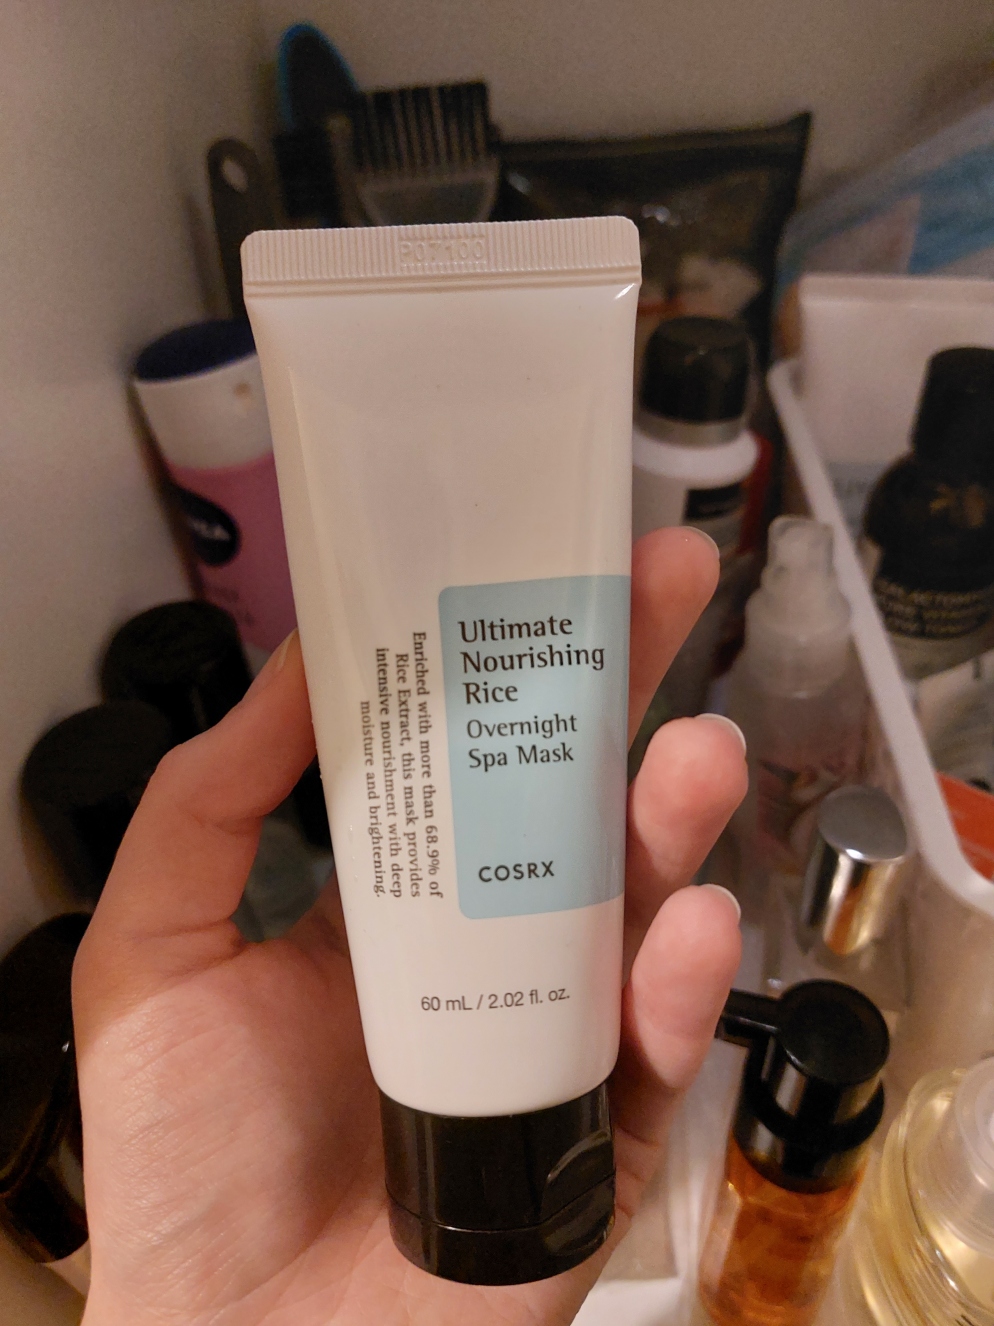 P07100
Ultimate
Nourishing
Rice
Overnight
Spa Mask
COSRX
Enriched with more than 68.9% of
Rice Extract, this mask provides
intensive nourishment with deep
moisture and brightening.
60 mL / 2.02 fl. oz.